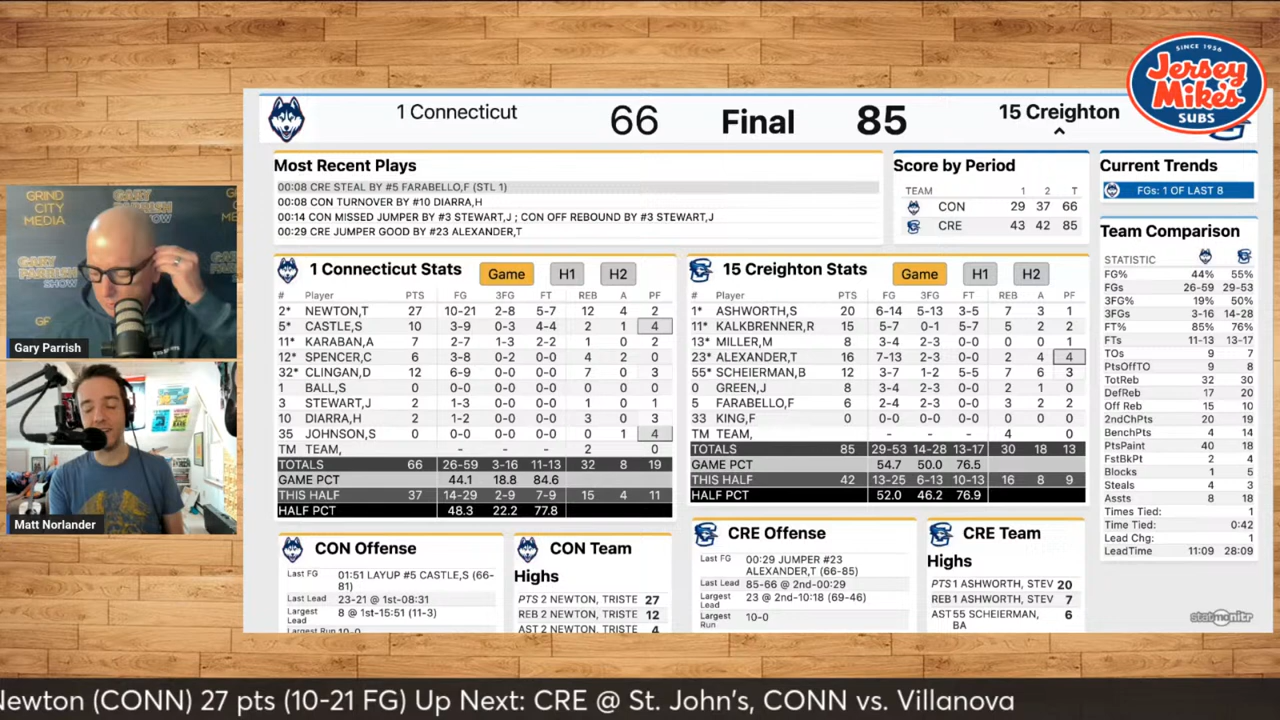 SINCE 1956
Jersey
Mike's
SUBS
1 Connecticut
66
Final
85
15 Creighton
Most Recent Plays
00:08 CRE STEAL BY #5 FARABELLO,F (STL 1)
00:08 CON TURNOVER BY #10 DIARRA,H
00:14 CON MISSED JUMPER BY #3 STEWART,J ; CON OFF REBOUND BY #3 STEWART,J
00:29 CRE JUMPER GOOD BY #23 ALEXANDER,T
Score by Period
TEAM 1 2 T
CON 29 37 66
CRE 43 42 85
Current Trends
FGs: 1 OF LAST 8
Team Comparison
STATISTIC
FG% 44% 55%
FGs 26-59 29-53
3FG% 19% 50%
3FGs 3-16 14-28
FT% 85% 76%
FTs 11-13 13-17
TOs 9 7
PtsOffTO 9 8
TotReb 32 30
DefReb 17 20
Off Reb 15 10
2ndChPts 20 19
BenchPts 4 14
PtsPaint 40 18
FstBkPt 2 4
Blocks 1 5
Steals 4 3
Assts 8 18
Times Tied: 1
Time Tied: 0:42
Lead Chg: 1
LeadTime 11:09 28:09
1 Connecticut Stats Game H1 H2
# Player PTS FG 3FG FT REB A PF
2* NEWTON,T 27 10-21 2-8 5-7 12 4 2
5* CASTLE,S 10 3-9 0-3 4-4 2 1 4
11* KARABAN,A 7 2-7 1-3 2-2 1 0 2
12* SPENCER,C 6 3-8 0-2 0-0 4 2 0
32* CLINGAN,D 12 6-9 0-0 0-0 7 0 3
1 BALL,S 0 0-0 0-0 0-0 0 0 0
3 STEWART,J 2 1-3 0-0 0-0 1 0 1
10 DIARRA,H 2 1-2 0-0 0-0 3 0 3
35 JOHNSON,S 0 0-0 0-0 0-0 0 1 4
TM TEAM, - - - 2 0
TOTALS 66 26-59 3-16 11-13 32 8 19
GAME PCT 44.1 18.8 84.6
THIS HALF 37 14-29 2-9 7-9 15 4 11
HALF PCT 48.3 22.2 77.8
15 Creighton Stats Game H1 H2
# Player PTS FG 3FG FT REB A PF
1* ASHWORTH,S 20 6-14 5-13 3-5 7 3 1
11* KALKBRENNER,R 15 5-7 0-1 5-7 5 2 2
13* MILLER,M 8 3-4 2-3 0-0 0 0 1
23* ALEXANDER,T 16 7-13 2-3 0-0 2 4 4
55* SCHEIERMAN,B 12 3-7 1-2 5-5 7 6 3
0 GREEN,J 8 3-4 2-3 0-0 2 1 0
5 FARABELLO,F 6 2-4 2-3 0-0 3 2 2
33 KING,F 0 0-0 0-0 0-0 0 0 0
TM TEAM, - - - 4 0
TOTALS 85 29-53 14-28 13-17 30 18 13
GAME PCT 54.7 50.0 76.5
THIS HALF 42 13-25 6-13 10-13 16 8 9
HALF PCT 52.0 46.2 76.9
CON Offense
Last FG 01:51 LAYUP #5 CASTLE,S (66-
81)
Last Lead 23-21 @ 1st-08:31
Largest Lead 8 @ 1st-15:51 (11-3)
Largest Run 10-0
CON Team
Highs
PTS 2 NEWTON, TRISTE 27
REB 2 NEWTON, TRISTE 12
AST 2 NEWTON, TRISTE 4
CRE Offense
Last FG 00:29 JUMPER #23
ALEXANDER,T (66-85)
Last Lead 85-66 @ 2nd-00:29
Largest Lead 23 @ 2nd-10:18 (69-46)
Largest Run 10-0
CRE Team
Highs
PTS 1 ASHWORTH, STEV 20
REB 1 ASHWORTH, STEV 7
AST 55 SCHEIERMAN, 6
BA
statmonitr
GRIND
CITY
MEDIA
GARY
PARRISH
SHOW
GARY PARRISH
SHOW
Gary Parrish
Matt Norlander
Newton (CONN) 27 pts (10-21 FG) Up Next: CRE @ St. John's, CONN vs. Villanova